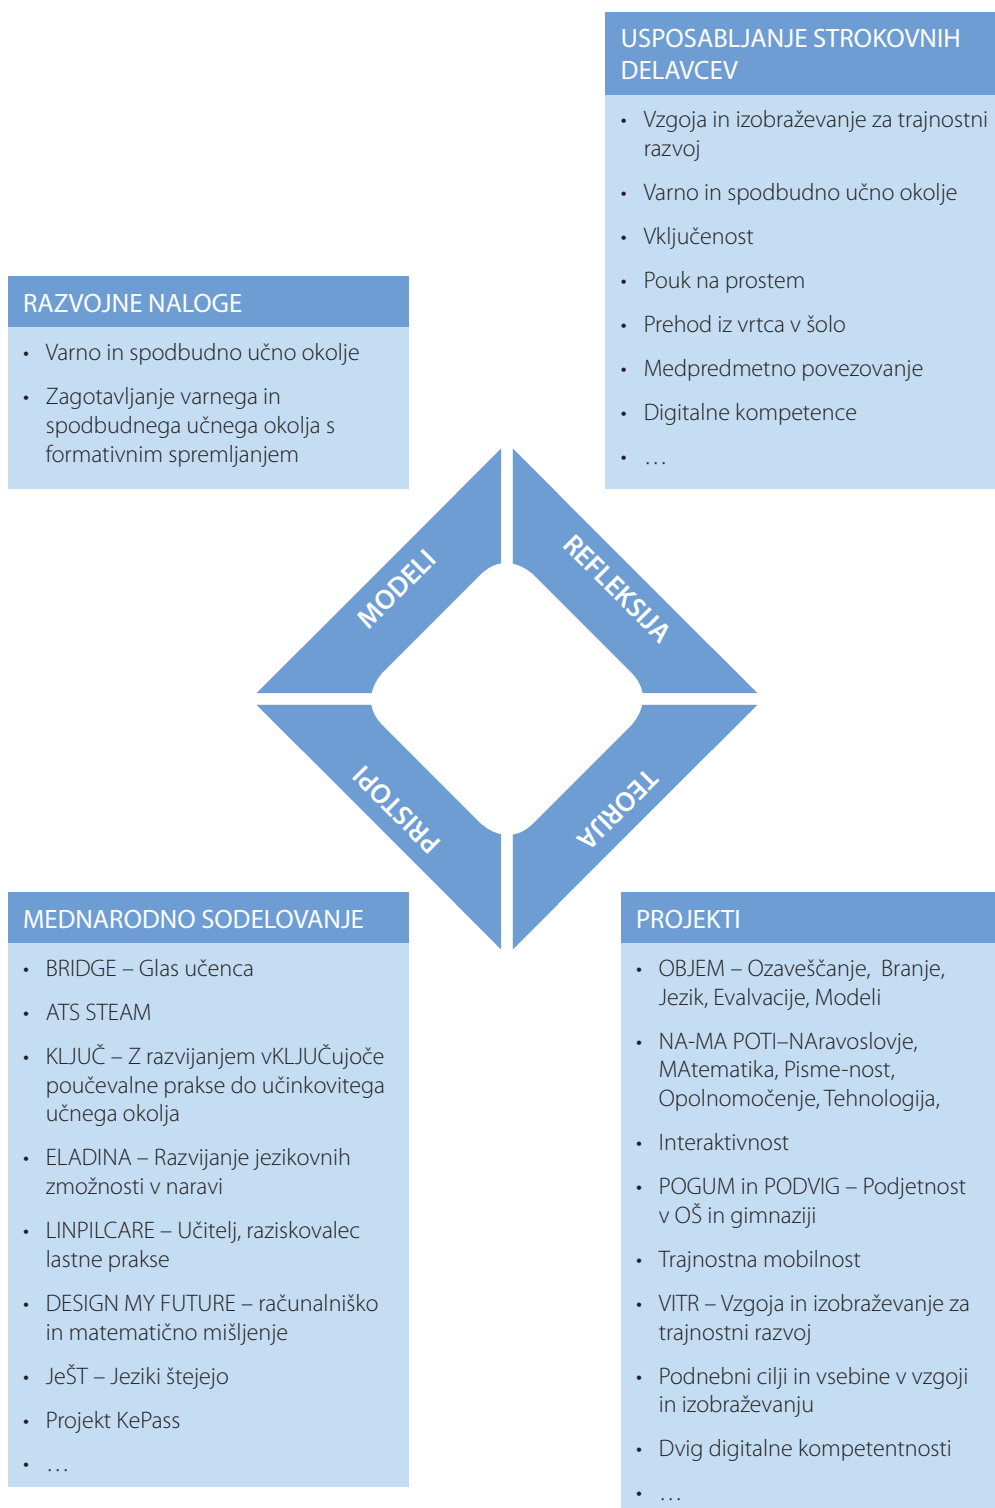 USPOSABLJANJE STROKOVNIH
DELAVCEV
• Vzgoja in izobraževanje za trajnostni
razvoj
• Varno in spodbudno učno okolje
• Vključenost
• Pouk na prostem
• Prehod iz vrtca v šolo
• Medpredmetno povezovanje
• Digitalne kompetence
• …
RAZVOJNE NALOGE
• Varno in spodbudno učno okolje
• Zagotavljanje varnega in
spodbudnega učnega okolja s
formativnim spremljanjem
MODELI
REFLEKSIJA
PRISTOPI
TEORIJA
MEDNARODNO SODELOVANJE
• BRIDGE – Glas učenca
• ATS STEAM
• KLJUČ – Z razvijanjem vKLJUČujoče
poučevalne prakse do učinkovitega
učnega okolja
• ELADINA – Razvijanje jezikovnih
zmožnosti v naravi
• LINPILCARE – Učitelj, raziskovalec
lastne prakse
• DESIGN MY FUTURE – računalniško
in matematično mišljenje
• JeŠT – Jeziki štejejo
• Projekt KePass
• …
PROJEKTI
• OBJEM – Ozaveščanje, Branje,
Jezik, Evalvacije, Modeli
• NA-MA POTI–NAravoslovje,
MAtematika, Pisme-nost,
Opolnomočenje, Tehnologija,
• Interaktivnost
• POGUM in PODVIG – Podjetnost
v OŠ in gimnaziji
• Trajnostna mobilnost
• VITR – Vzgoja in izobraževanje za
trajnostni razvoj
• Podnebni cilji in vsebine v vzgoji
in izobraževanju
• Dvig digitalne kompetentnosti
• …